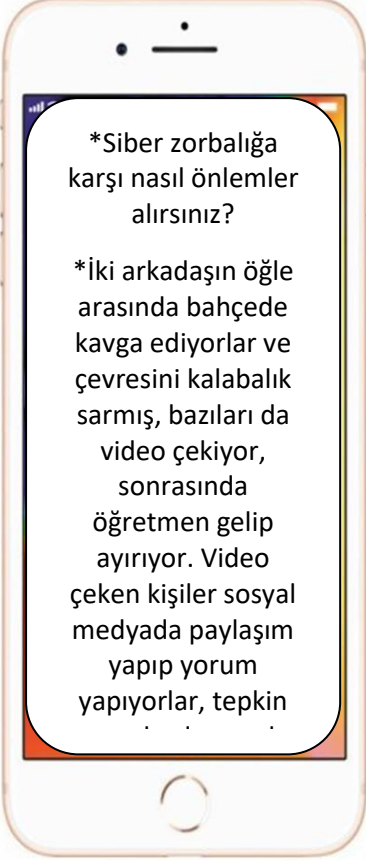 *Siber zorbalığa
karşı nasıl önlemler
alırsınız?
*İki arkadaşın öğle
arasında bahçede
kavga ediyorlar ve
çevresini kalabalık
sarmış, bazıları da
video çekiyor,
sonrasında
öğretmen gelip
ayırıyor. Video
çeken kişiler sosyal
medyada paylaşım
yapıp yorum
yapıyorlar, tepkin